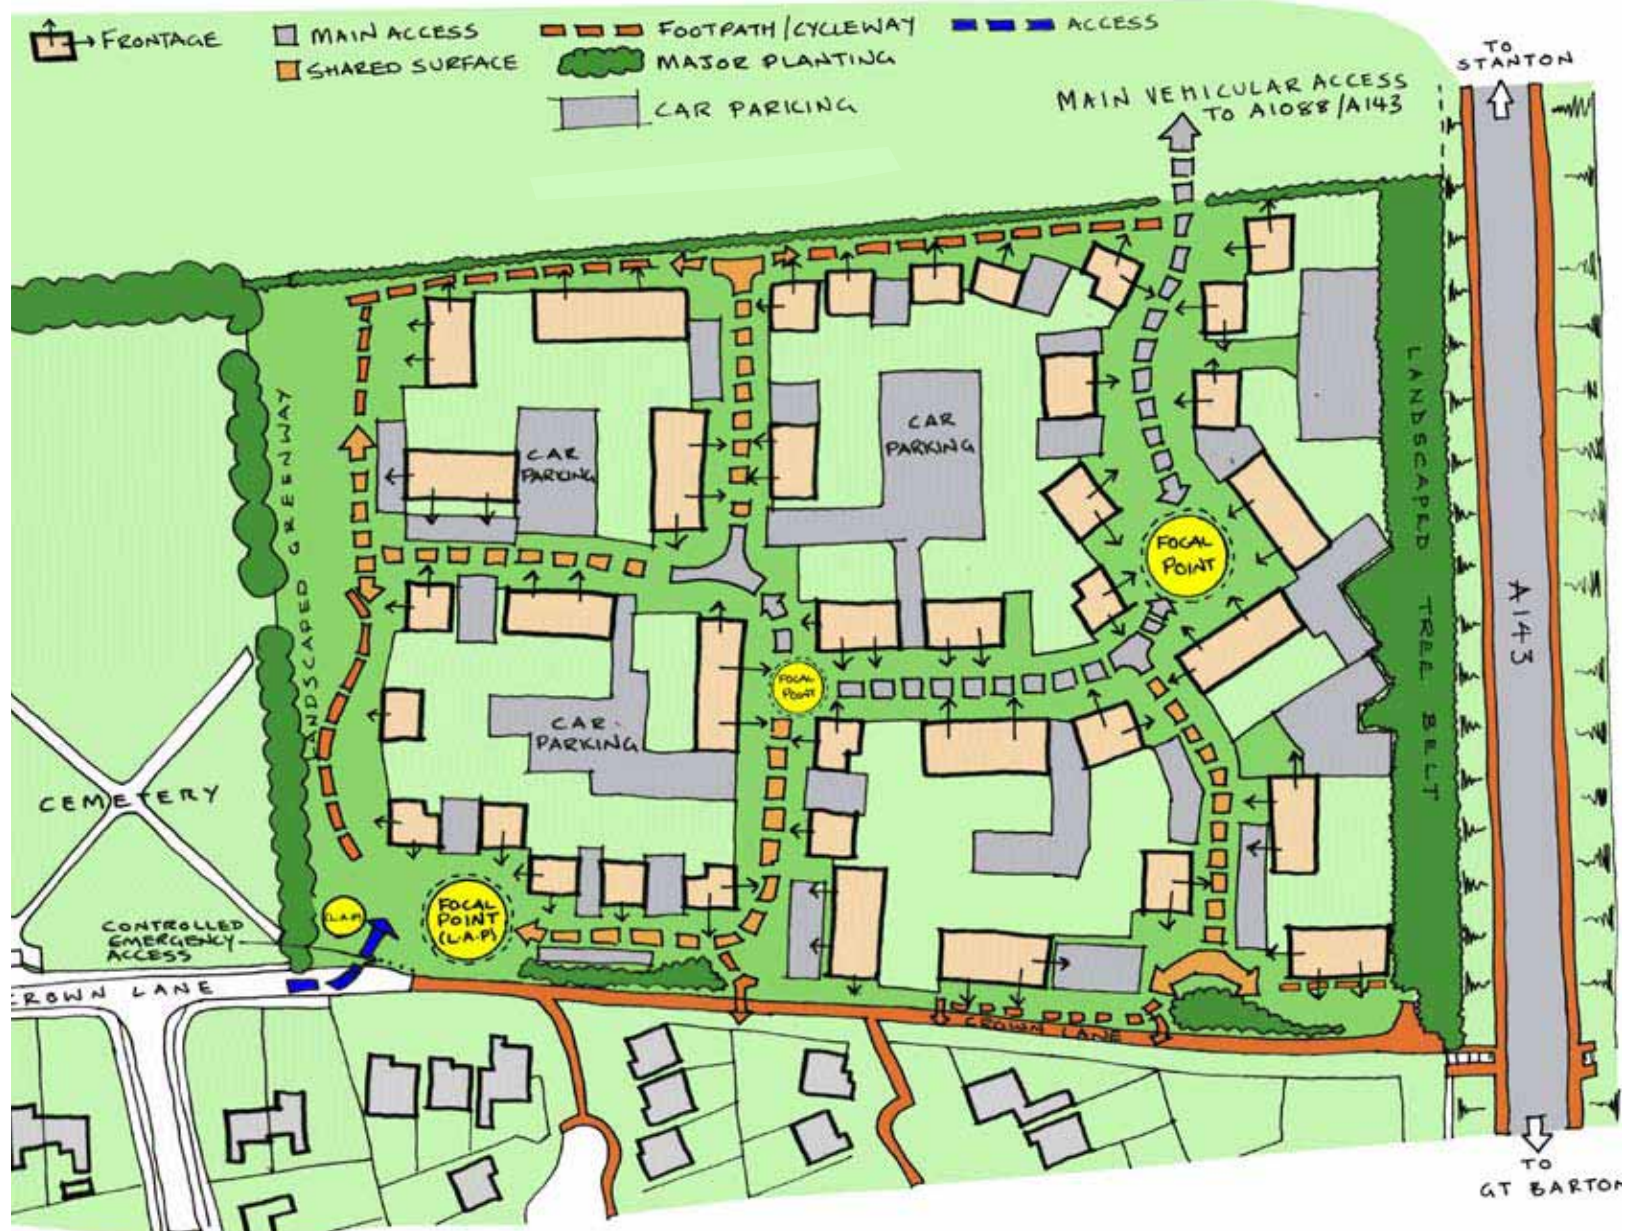 FRONTAGE
MAIN ACCESS
SHARED SURFACE
FOOTPATH/CYCLEWAY
MAJOR PLANTING
CAR PARKING
ACCESS
TO
STANTON
MAIN VEHICULAR ACCESS
TO A1088/A143
LANDSCAPED GREENWAY
CAR
PARKING
CAR
PARKING
FOCAL
POINT
LANDSCAPED TREE BELT
A143
FOCAL
POINT
CAR
PARKING
CEMETERY
CONTROLLED
EMERGENCY
ACCESS
(L.A.P)
FOCAL
POINT
(L.A.P)
CROWN LANE
CROWN LANE
TO
GT BARTON